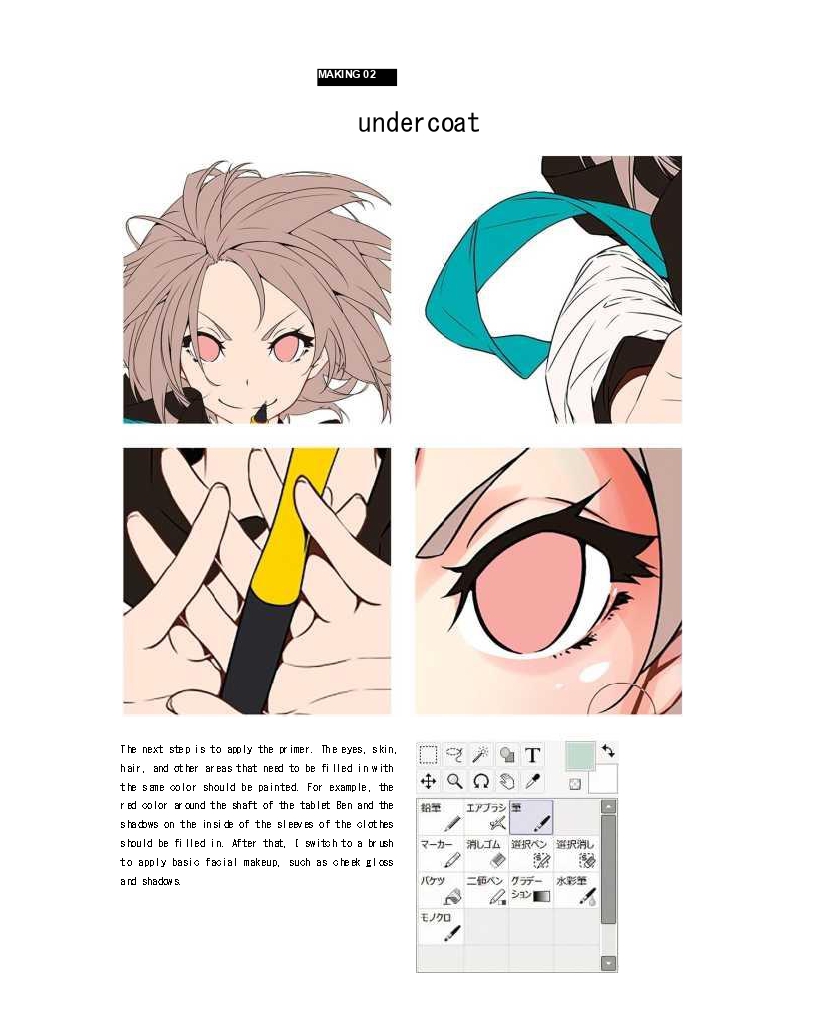 MAKING 02
undercoat
The next step is to apply the primer. The eyes, skin,
hair, and other areas that need to be filled in with
the same color should be painted. For example, the
red color around the shaft of the tablet Ben and the
shadows on the inside of the sleeves of the clothes
should be filled in. After that, I switch to a brush
to apply basic facial makeup, such as cheek gloss
and shadows.
T
鉛筆 エアブラシ 筆
マーカー 消しゴム 選択ペン 選択消し
バケツ 二値ペン グラデー 水彩筆
ション
モノクロ